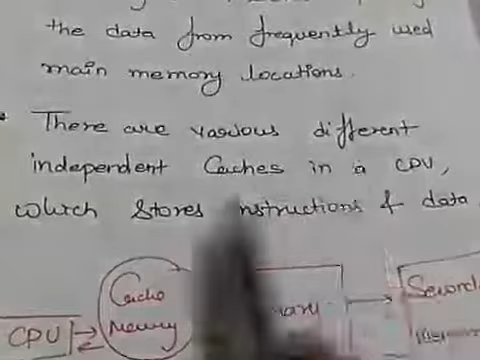 the data from frequently used
main memory locations.
There are various different
independent Caches in a CPU,
which stores instructions & data
Cache
Memory
CPU